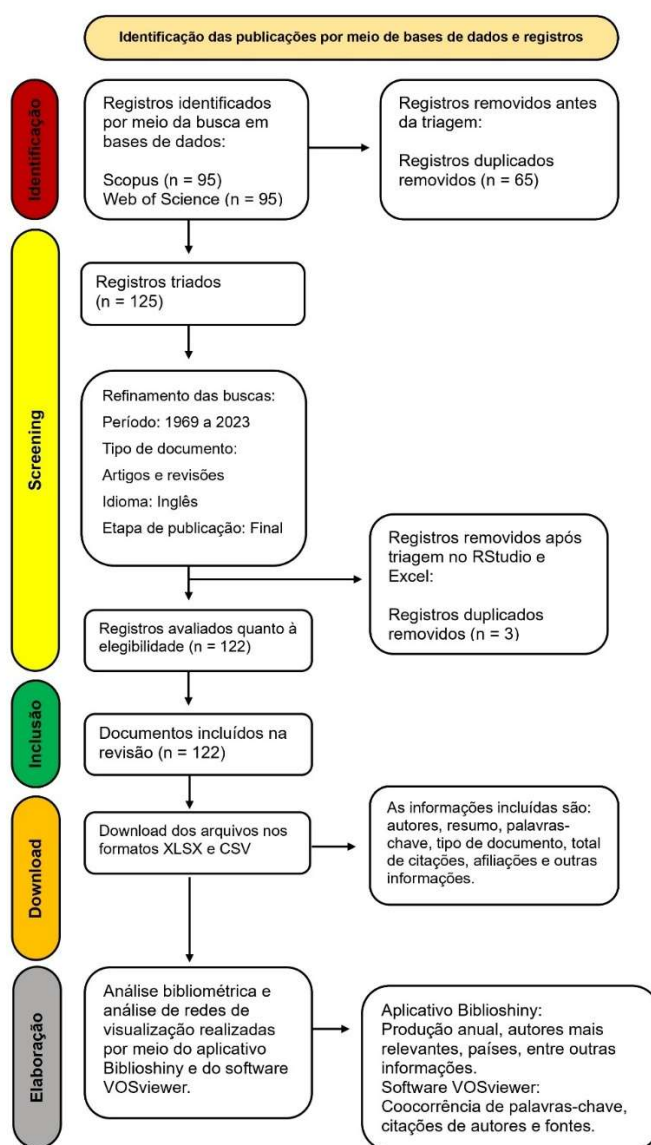 Identificação das publicações por meio de bases de dados e registros
Identificação
Registros identificados
por meio da busca em
bases de dados:
Scopus (n = 95)
Web of Science (n = 95)
Registros removidos antes
da triagem:
Registros duplicados
removidos (n = 65)
Screening
Registros triados
(n = 125)
Refinamento das buscas:
Período: 1969 a 2023
Tipo de documento:
Artigos e revisões
Idioma: Inglês
Etapa de publicação: Final
Registros removidos após
triagem no RStudio e
Excel:
Registros duplicados
removidos (n = 3)
Registros avaliados quanto à
elegibilidade (n = 122)
Inclusão
Documentos incluídos na
revisão (n = 122)
Download
Download dos arquivos nos
formatos XLSX e CSV
As informações incluídas são:
autores, resumo, palavras-
chave, tipo de documento, total
de citações, afiliações e outras
informações.
Elaboração
Análise bibliométrica e
análise de redes de
visualização realizadas
por meio do aplicativo
Biblioshiny e do software
VOSviewer.
Aplicativo Biblioshiny:
Produção anual, autores mais
relevantes, países, entre outras
informações.
Software VOSviewer:
Coocorrência de palavras-chave,
citações de autores e fontes.